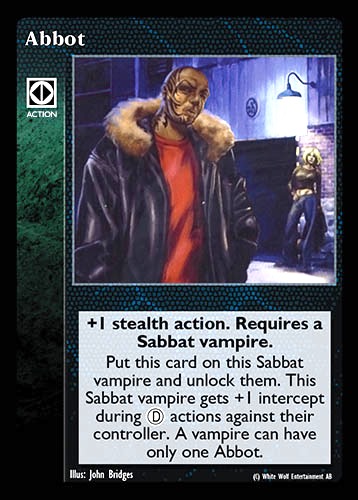 Abbot
ACTION
+1 stealth action. Requires a
Sabbat vampire.
Put this card on this Sabbat
vampire and unlock them. This
Sabbat vampire gets +1 intercept
during Ⓓ actions against their
controller. A vampire can have
only one Abbot.
Illus: John Bridges
(C) White Wolf Entertainment AB